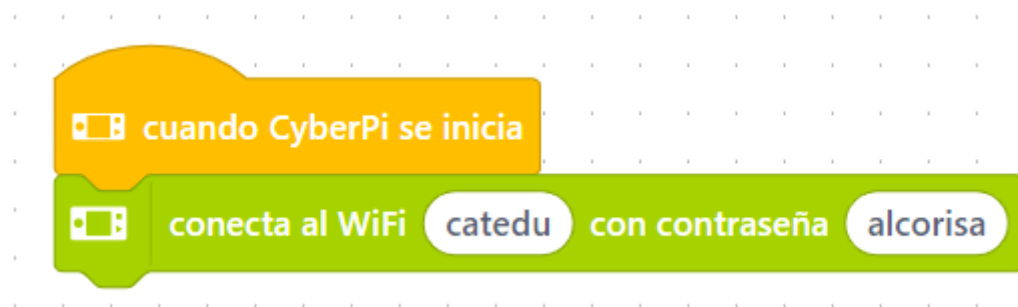 cuando CyberPi se inicia
conecta al WiFi catedu con contraseña alcorisa